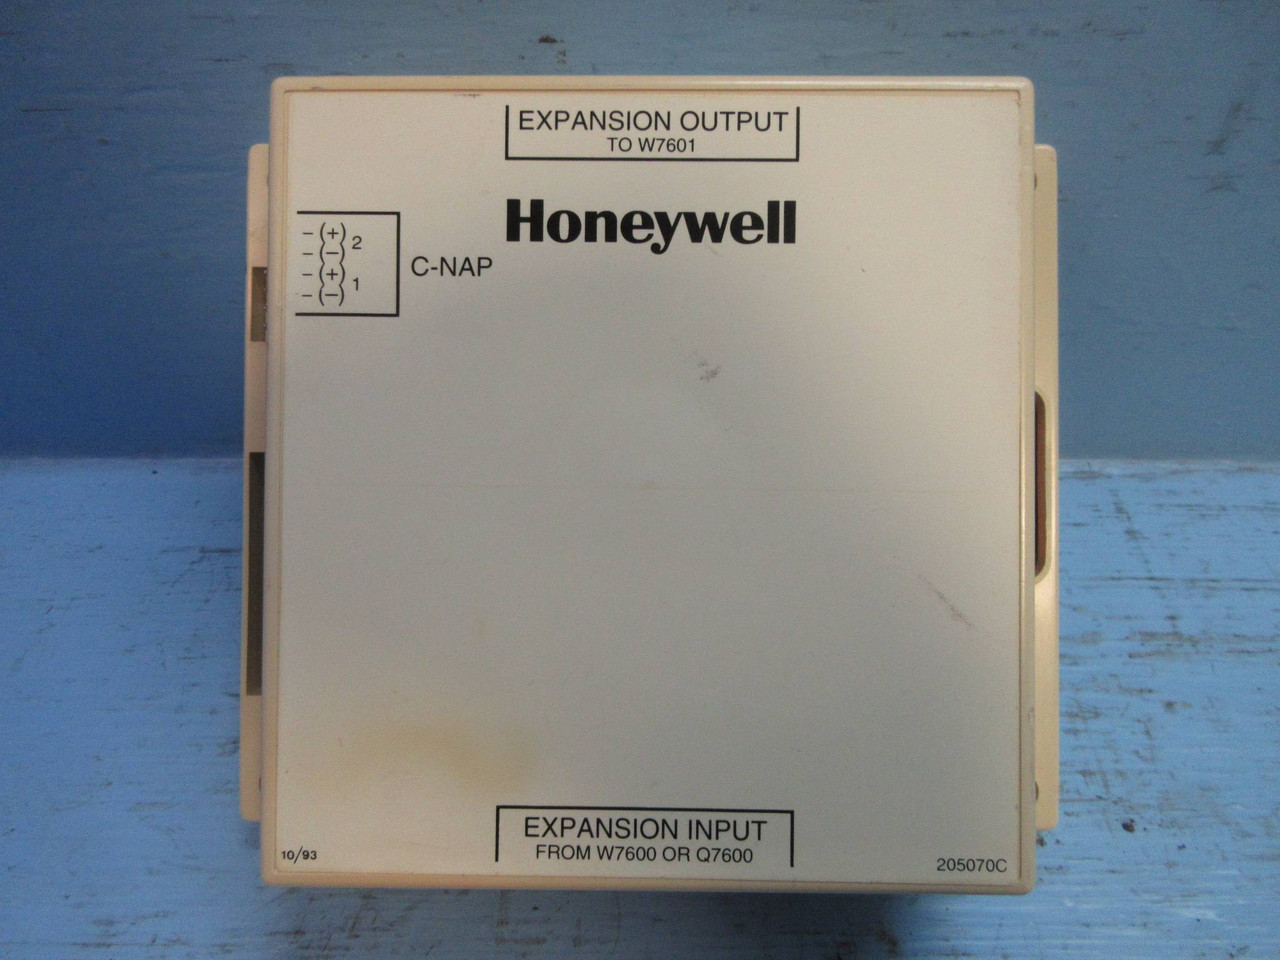 EXPANSION OUTPUT
TO W7601
Honeywell
– (+) 2
– (–)
– (+) 1
– (–)
C-NAP
EXPANSION INPUT
FROM W7600 OR Q7600
10/93
205070C